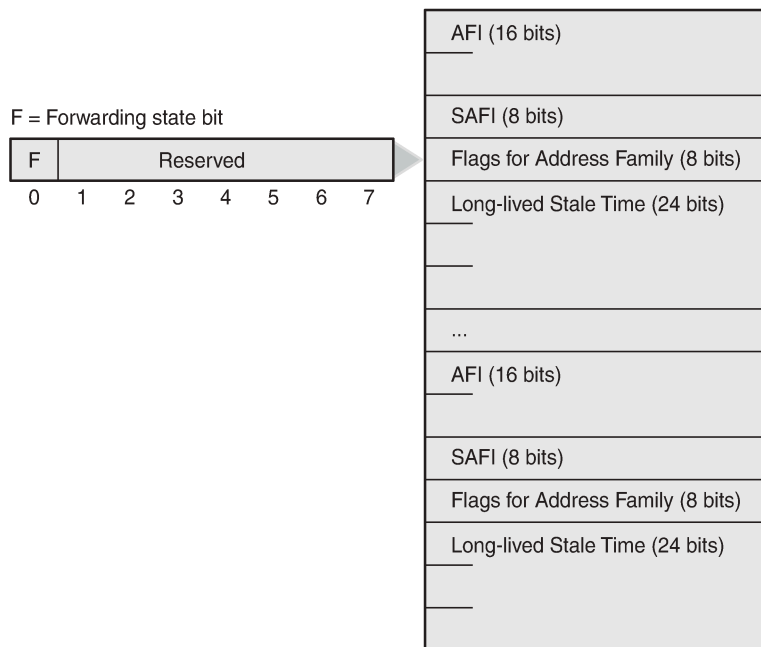 F = Forwarding state bit
F Reserved
0 1 2 3 4 5 6 7
AFI (16 bits)
SAFI (8 bits)
Flags for Address Family (8 bits)
Long-lived Stale Time (24 bits)
...
AFI (16 bits)
SAFI (8 bits)
Flags for Address Family (8 bits)
Long-lived Stale Time (24 bits)